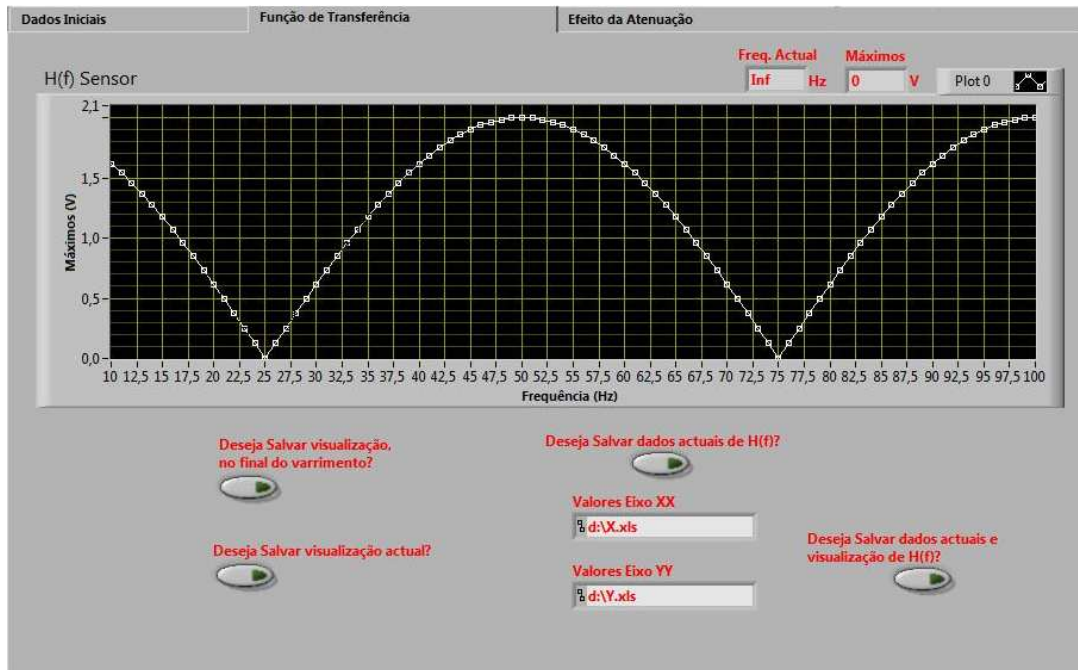 Dados Iniciais
Função de Transferência
Efeito da Atenuação
Freq. Actual
Máximos
H(f) Sensor
Inf Hz
0 V
Plot 0
2,1
1,5
1,0
0,5
0,0
Máximos (V)
10 12,5 15 17,5 20 22,5 25 27,5 30 32,5 35 37,5 40 42,5 45 47,5 50 52,5 55 57,5 60 62,5 65 67,5 70 72,5 75 77,5 80 82,5 85 87,5 90 92,5 95 97,5 100
Frequência (Hz)
Deseja Salvar visualização,
no final do varrimento?
Deseja Salvar visualização actual?
Deseja Salvar dados actuais de H(f)?
Valores Eixo XX
d:\X.xls
Valores Eixo YY
d:\Y.xls
Deseja Salvar dados actuais e
visualização de H(f)?